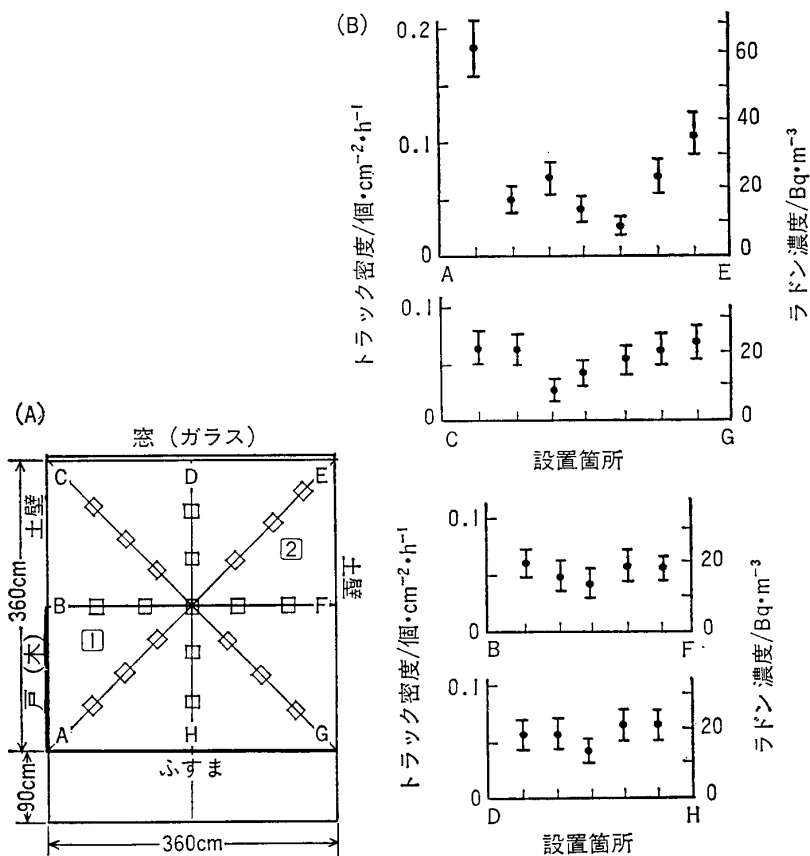 (B)
トラック密度/個・cm⁻²・h⁻¹
0.2
0.1
0
60
40
20
0
ラドン濃度/Bq・m⁻³
A
E
0.1
0
20
0
C
G
設置箇所
(A)
窓 (ガラス)
C
D
E
土壁
土壁
360cm
2
B
F
1
戸 (木)
A
H
G
ふすま
90cm
360cm
トラック密度/個・cm⁻²・h⁻¹
0.1
0
20
0
ラドン濃度/Bq・m⁻³
B
F
0.1
0
20
0
D
H
設置箇所